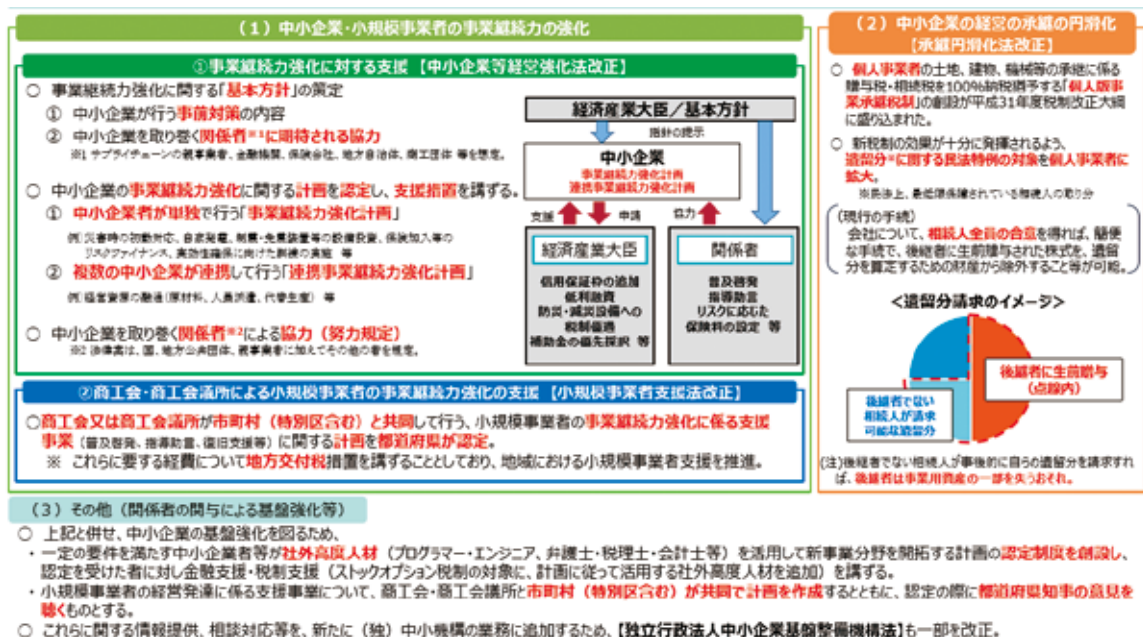 (1)中小企業・小規模事業者の事業継続力の強化
①事業継続力強化に対する支援【中小企業等経営強化法改正】
○ 事業継続力強化に関する「基本方針」の策定
① 中小企業が行う事前対策の内容
② 中小企業を取り巻く関係者※1に期待される協力
※1 サプライチェーンの親事業者、金融機関、保険会社、地方自治体、商工団体 等を想定。
○ 中小企業の事業継続力強化に関する計画を認定し、支援措置を講ずる。
① 中小企業者が単独で行う「事業継続力強化計画」
例)災害時の初動対応、自家発電、制震・免震装置等の設備投資、保険加入等の
リスクファイナンス、実効性確保に向けた訓練の実施 等
② 複数の中小企業が連携して行う「連携事業継続力強化計画」
例)経営資源の融通(原材料、人員派遣、代替生産) 等
○ 中小企業を取り巻く関係者※2による協力(努力規定)
※2 法律案は、国、地方公共団体、親事業者に加えてその他の者を規定。
経済産業大臣/基本方針
指針の提示
中小企業
事業継続力強化計画
連携事業継続力強化計画
支援
申請
協力
経済産業大臣
信用保証枠の追加
低利融資
防災・減災設備への
税制優遇
補助金の優先採択 等
関係者
普及啓発
指導助言
リスクに応じた
保険料の設定 等
②商工会・商工会議所による小規模事業者の事業継続力強化の支援【小規模事業者支援法改正】
○商工会又は商工会議所が市町村(特別区含む)と共同して行う、小規模事業者の事業継続力強化に係る支援
事業(普及啓発、指導助言、復旧支援等)に関する計画を都道府県が認定。
※ これらに要する経費について地方交付税措置を講ずることとしており、地域における小規模事業者支援を推進。
(2)中小企業の経営の承継の円滑化
【承継円滑化法改正】
○ 個人事業者の土地、建物、機械等の承継に係る
贈与税・相続税を100%納税猶予する「個人版事
業承継税制」の創設が平成31年度税制改正大綱
に盛り込まれた。
○ 新税制の効果が十分に発揮されるよう、
遺留分※に関する民法特例の対象を個人事業者に
拡大。
※民法上、最低限保障されている相続人の取り分
(現行の手続)
会社について、相続人全員の合意を得れば、簡便
な手続で、後継者に生前贈与された株式を、遺留
分を算定するための財産から除外すること等が可能。
<遺留分請求のイメージ>
後継者に生前贈与
(点線内)
後継者でない
相続人が請求
可能な遺留分
(注)後継者でない相続人が事後的に自らの遺留分を請求すれ
ば、後継者は事業用資産の一部を失うおそれ。
(3)その他(関係者の関与による基盤強化等)
○ 上記と併せ、中小企業の基盤強化を図るため、
・一定の要件を満たす中小企業者等が社外高度人材(プログラマー・エンジニア、弁護士・税理士・会計士等)を活用して新事業分野を開拓する計画の認定制度を創設し、
認定を受けた者に対し金融支援・税制支援(ストックオプション税制の対象に、計画に従って活用する社外高度人材を追加)を講ずる。
・小規模事業者の経営発達に係る支援事業について、商工会・商工会議所と市町村(特別区含む)が共同で計画を作成するとともに、認定の際に都道府県知事の意見を
聴くものとする。
○ これらに関する情報提供、相談対応等を、新たに(独)中小機構の業務に追加するため、【独立行政法人中小企業基盤整備機構法】も一部を改正。